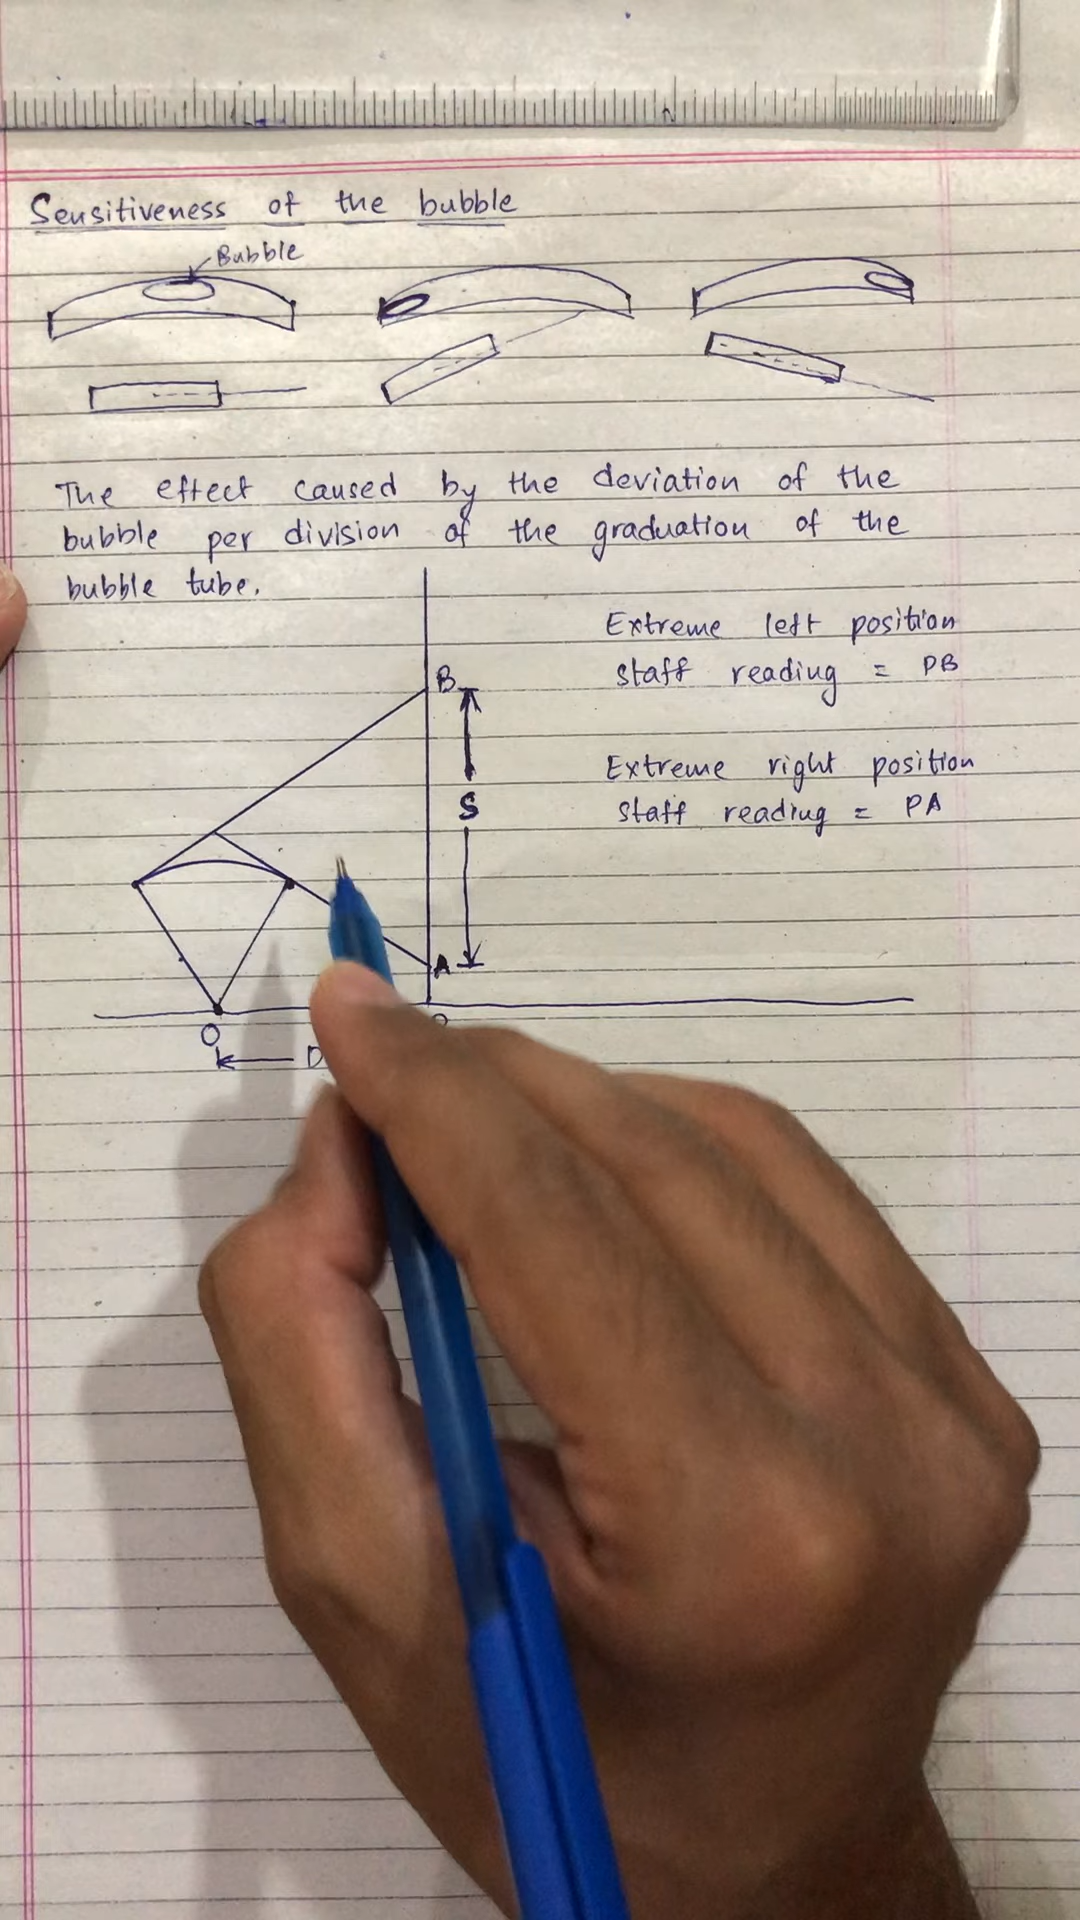 Sensitiveness of the bubble
Bubble
The effect caused by the deviation of the
bubble per division of the graduation of the
bubble tube.
Extreme left position
staff reading = PB
Extreme right position
staff reading = PA
B
S
A
O
D